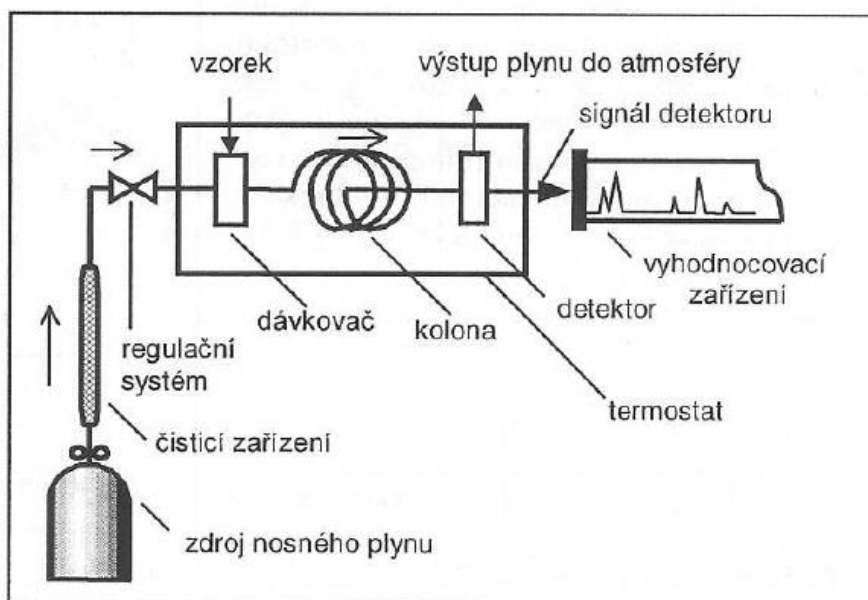 vzorek
výstup plynu do atmosféry
signál detektoru
vyhodnocovací
zařízení
detektor
dávkovač
kolona
regulační
systém
termostat
čisticí zařízení
zdroj nosného plynu